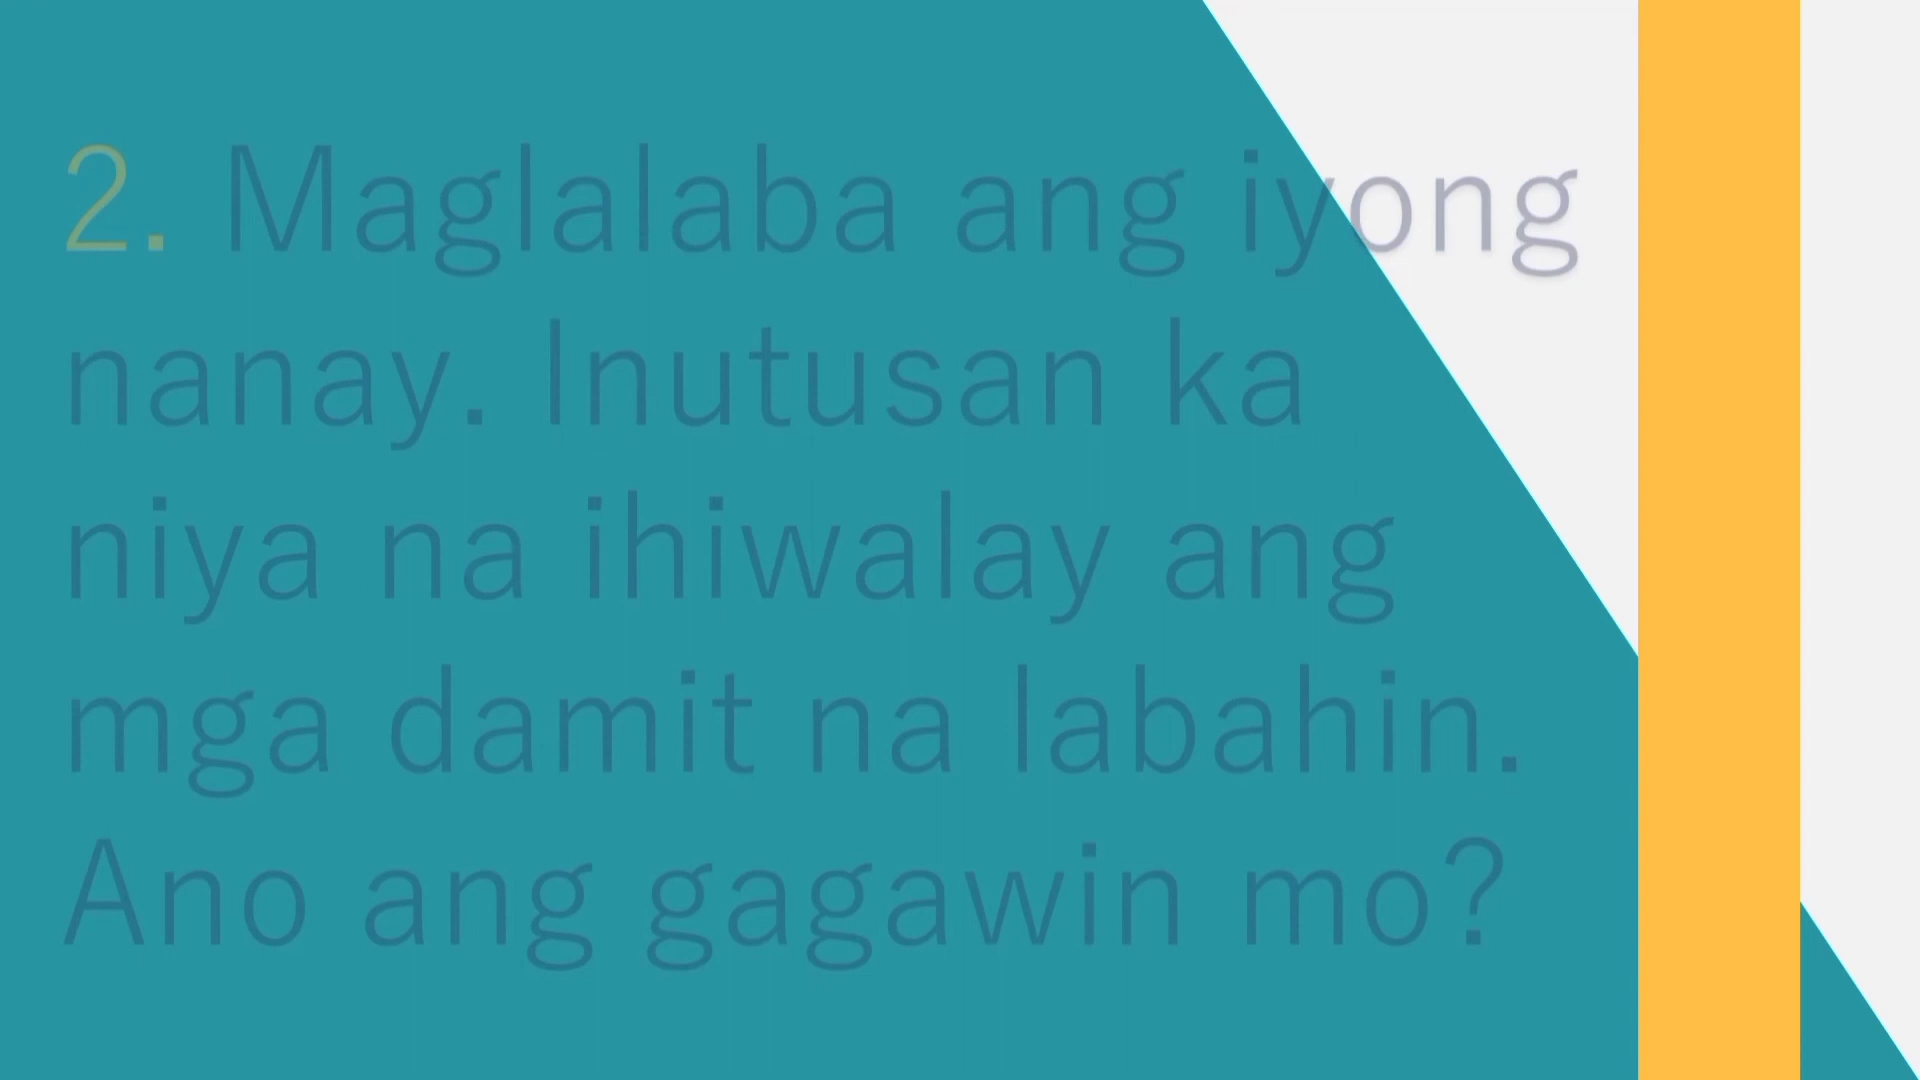 2. Maglalaba ang iyong
nanay. Inutusan ka
niya na ihiwalay ang
mga damit na labahin.
Ano ang gagawin mo?